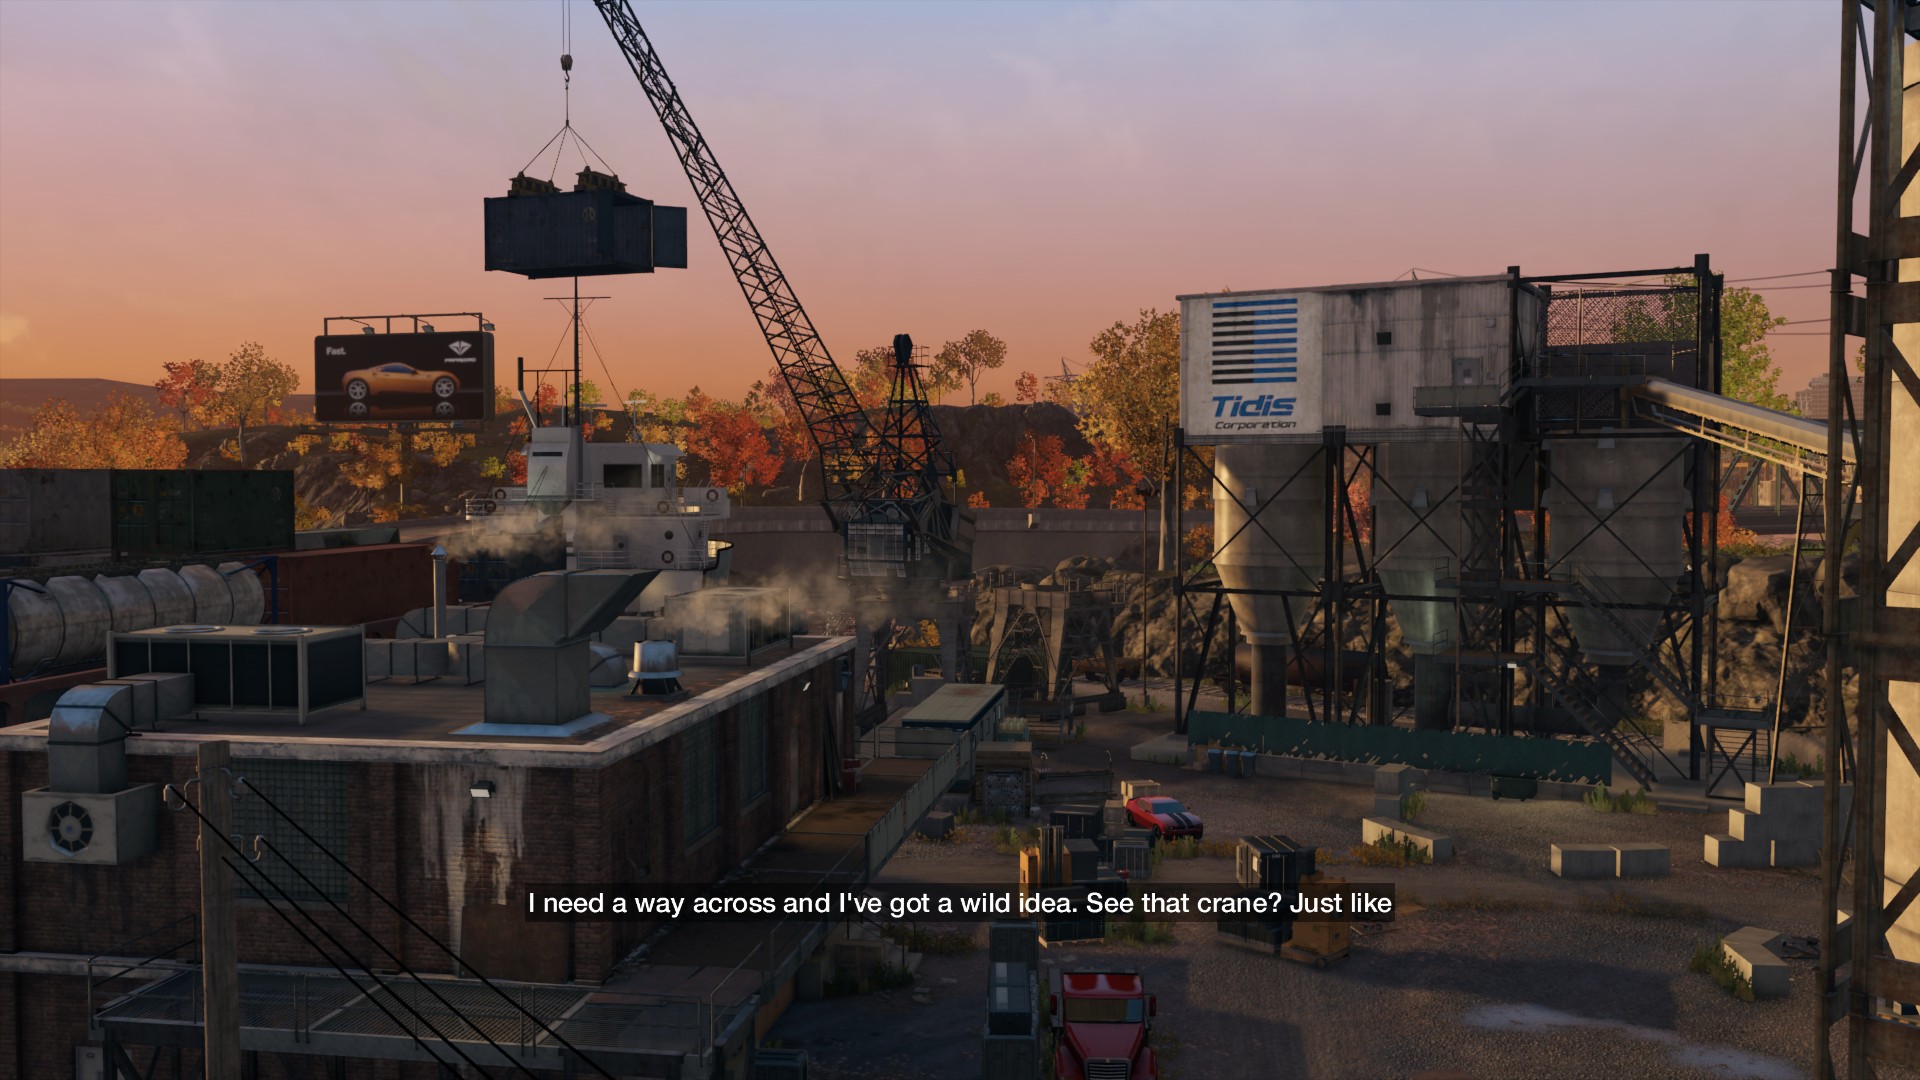 Fast.
Tidis
Corporation
I need a way across and I've got a wild idea. See that crane? Just like